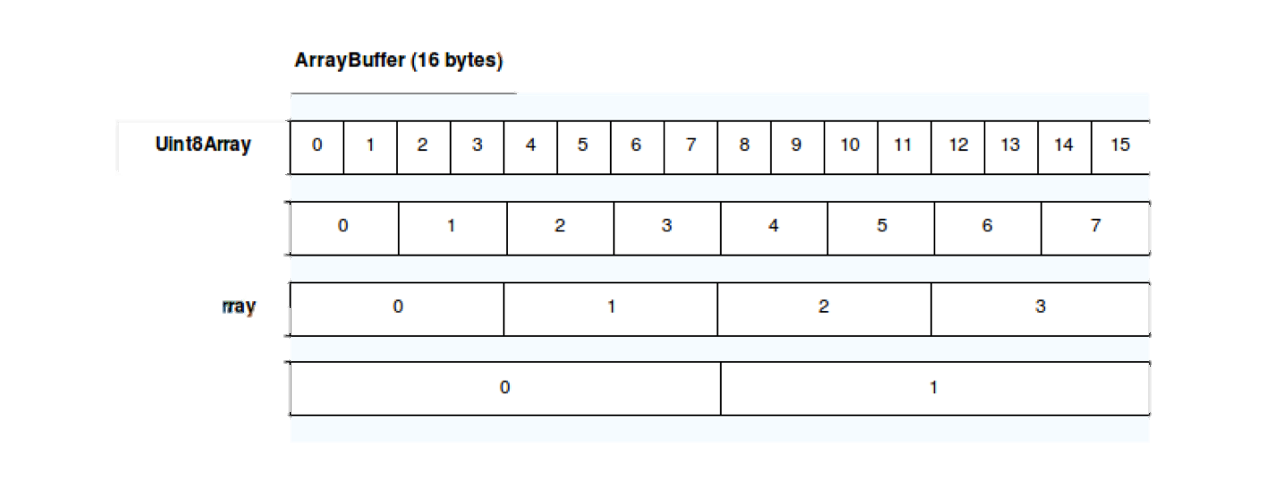 ArrayBuffer (16 bytes)
Uint8Array 0 1 2 3 4 5 6 7 8 9 10 11 12 13 14 15
0 1 2 3 4 5 6 7
rray 0 1 2 3
0 1